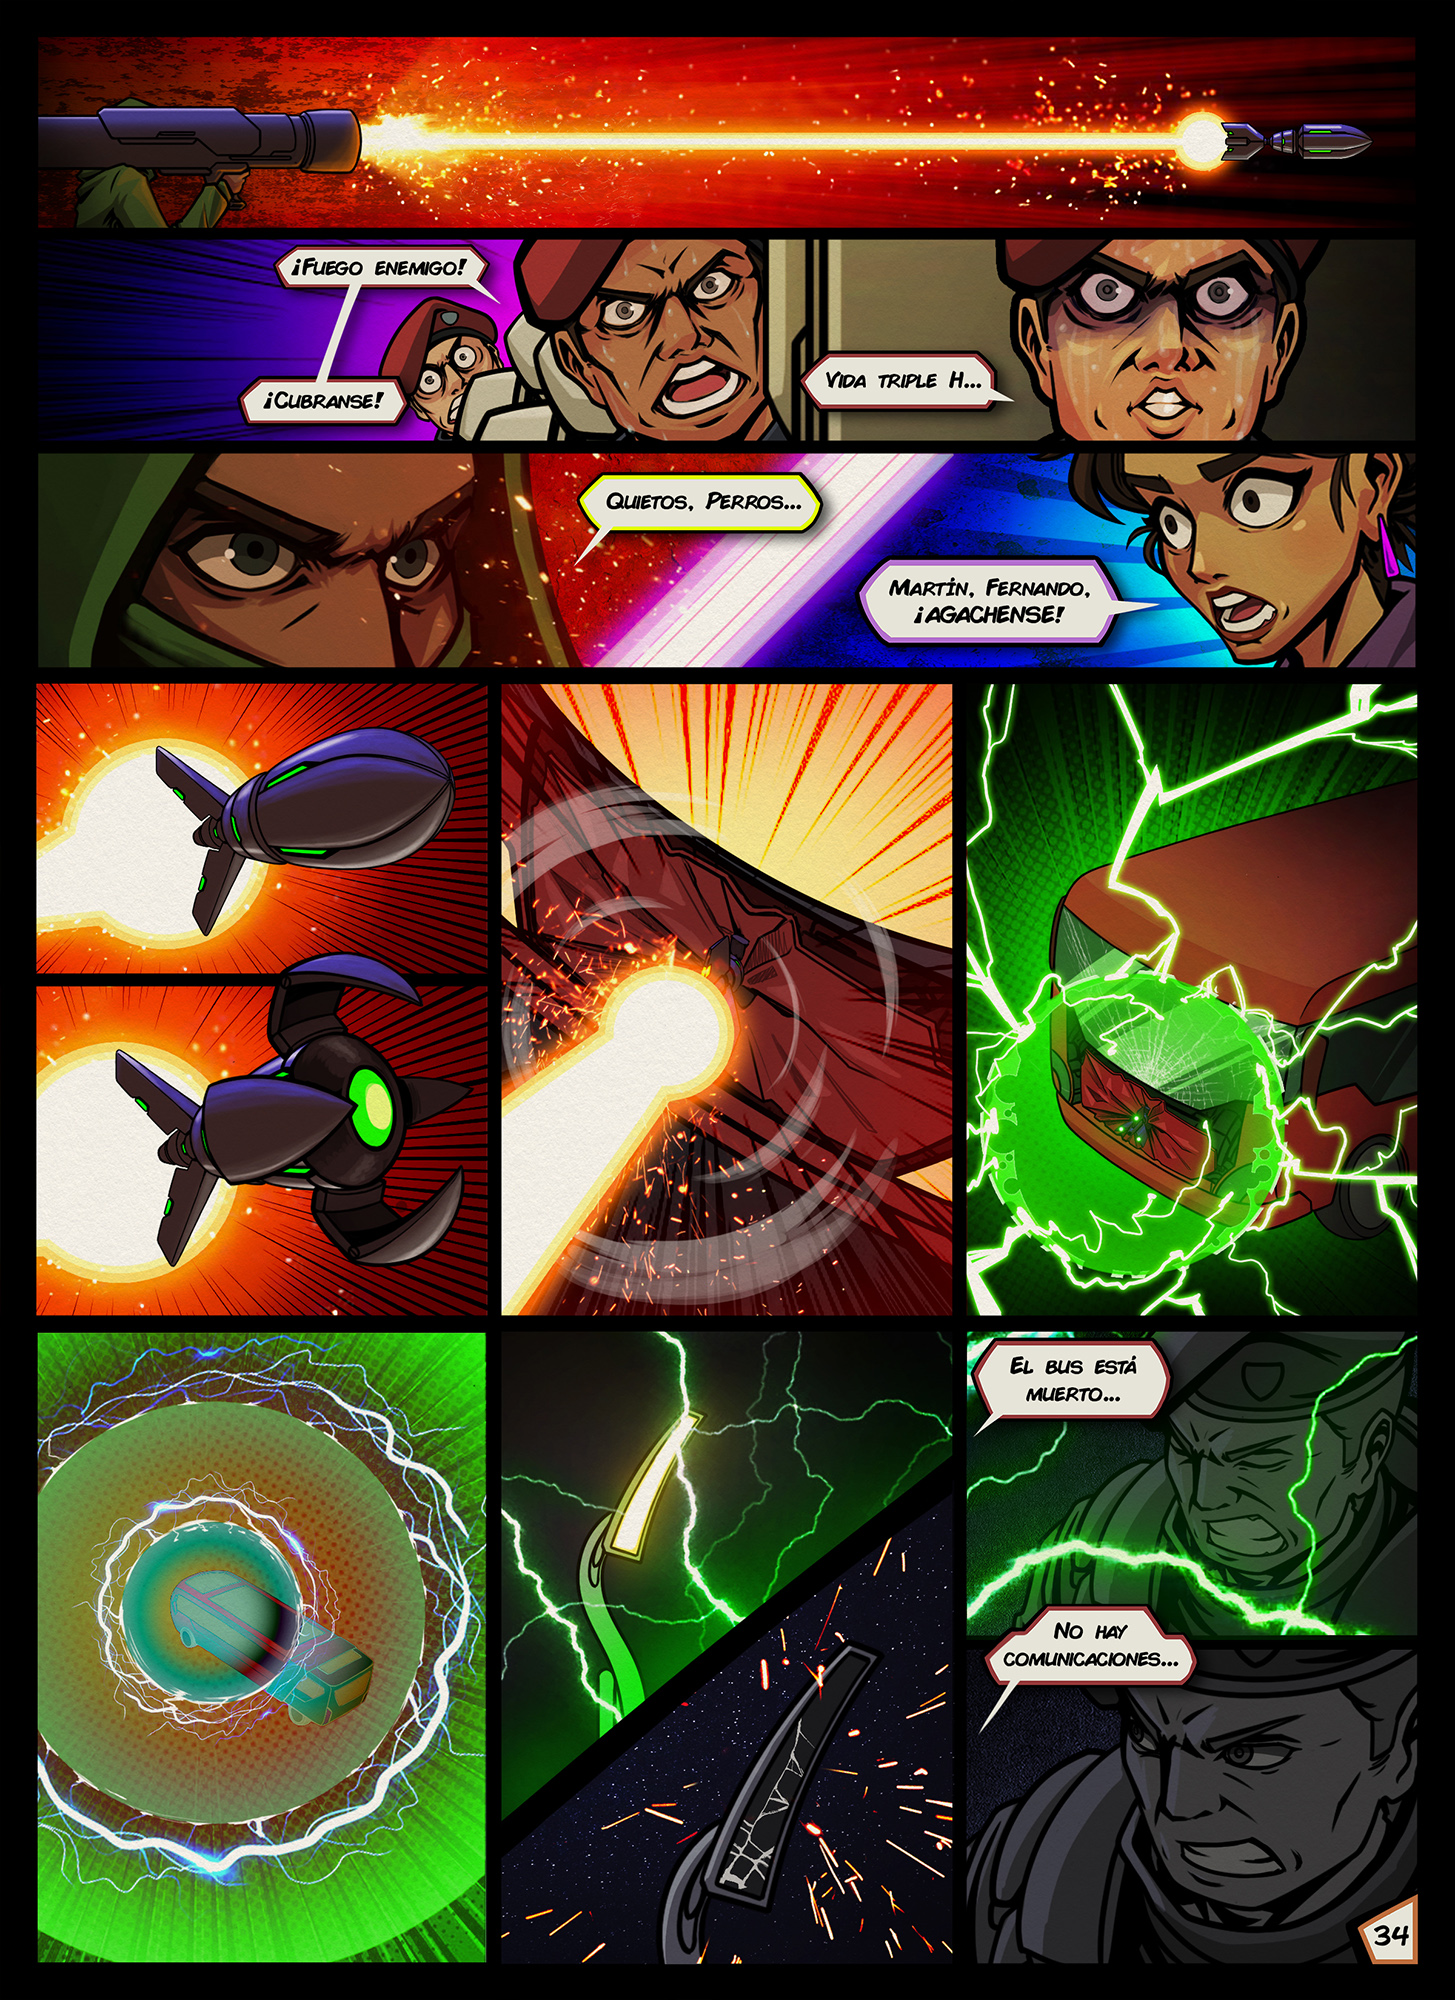 ¡FUEGO ENEMIGO!
¡CUBRANSE!
VIDA TRIPLE H...
QUIETOS, PERROS...
MARTÍN, FERNANDO,
¡AGACHENSE!
EL BUS ESTÁ
MUERTO...
NO HAY
COMUNICACIONES...
34